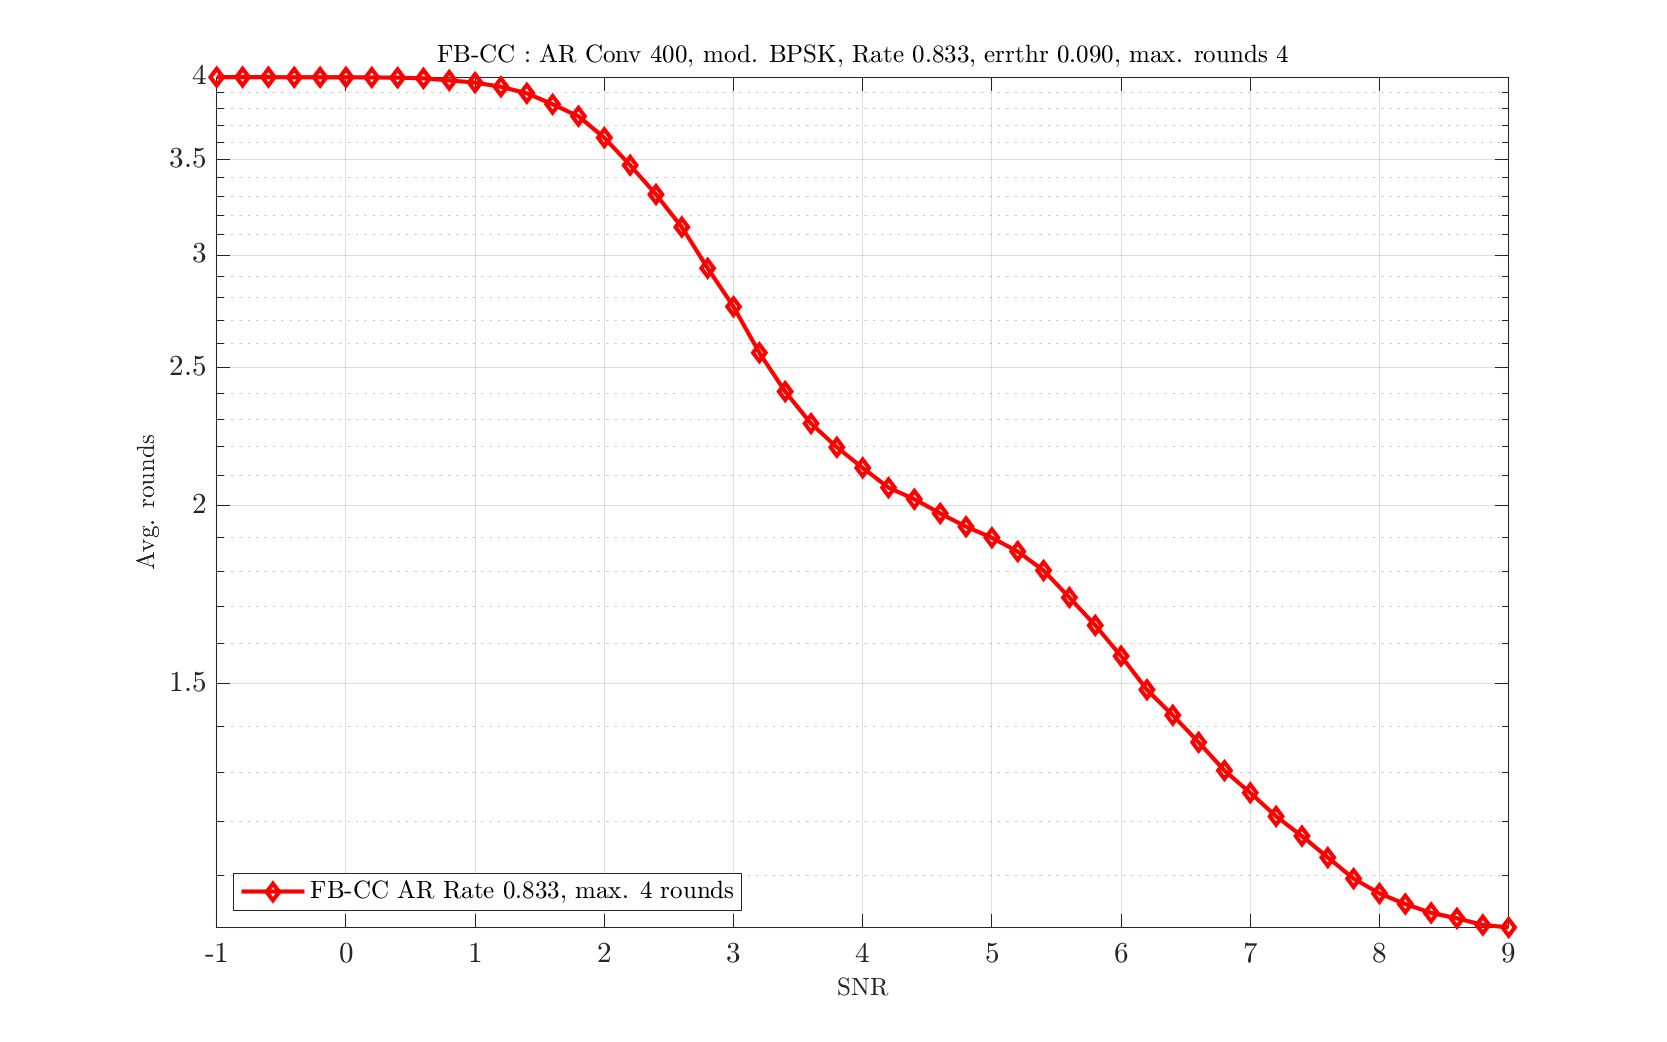 FB-CC : AR Conv 400, mod. BPSK, Rate 0.833, errthr 0.090, max. rounds 4
4
3.5
3
2.5
2
1.5
Avg. rounds
FB-CC AR Rate 0.833, max. 4 rounds
-1 0 1 2 3 4 5 6 7 8 9
SNR